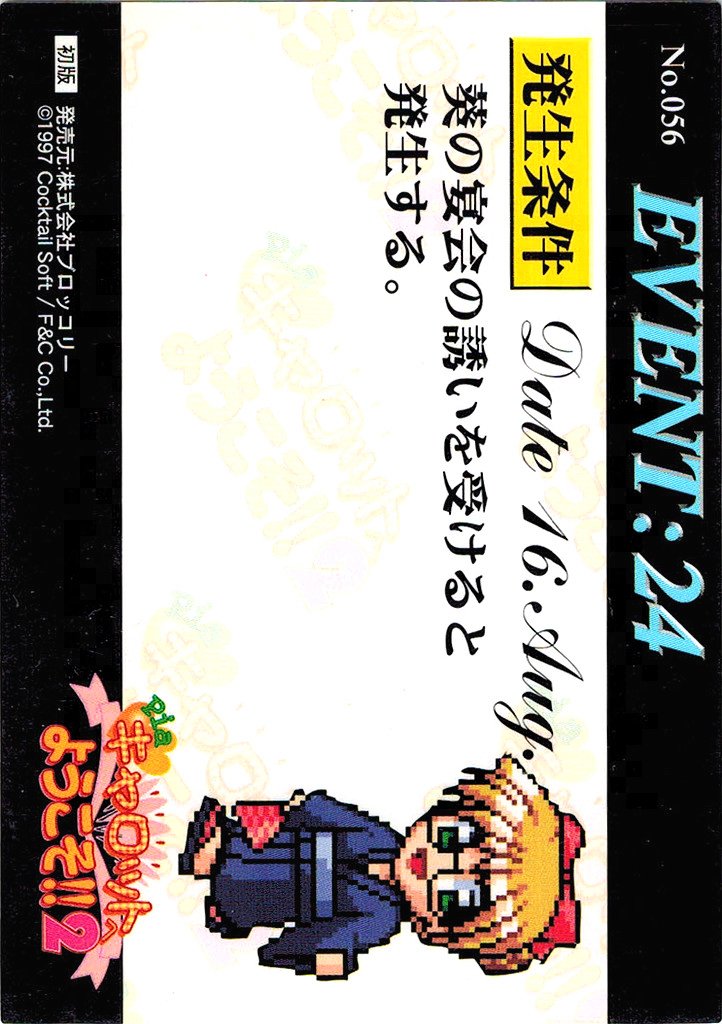 No.056
EVENT:24
発生条件
Date 16.Aug.
葵の宴会の誘いを受けると
発生する。
Pia
キャロットへ
ようこそ!!2
初版
発売元:株式会社ブロッコリー
©1997 Cocktail Soft / F&C Co.,Ltd.